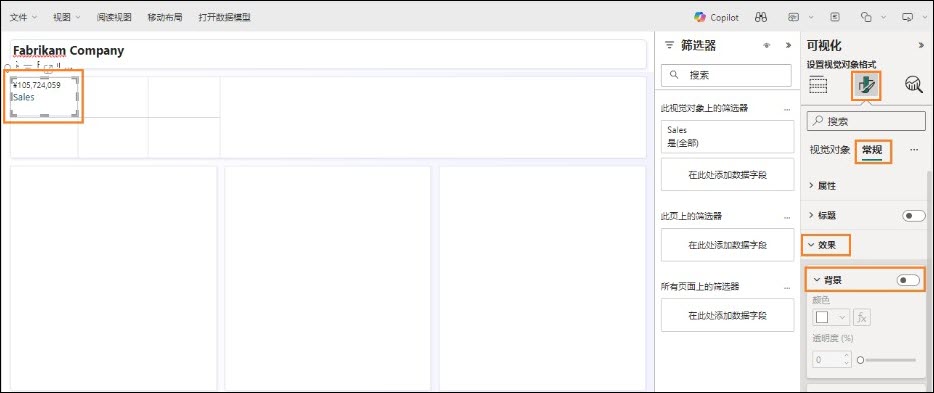 文件 视图 阅读视图 移动布局 打开数据模型 Copilot
Fabrikam Company
¥105,724,059
Sales
筛选器
搜索
此视觉对象上的筛选器 ...
Sales
是(全部)
在此处添加数据字段
此页上的筛选器 ...
在此处添加数据字段
所有页面上的筛选器 ...
在此处添加数据字段
可视化
设置视觉对象格式
搜索
视觉对象 常规 ...
属性
标题
效果
背景
颜色
fx
透明度 (%)
0